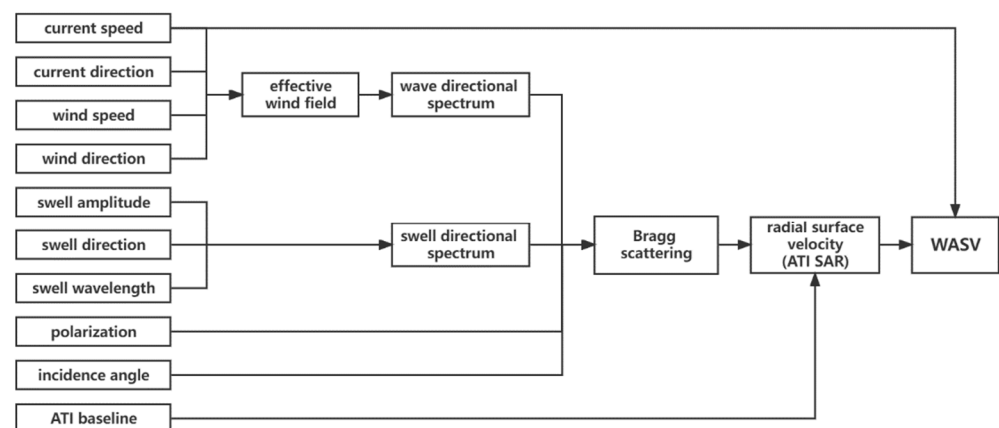 current speed
current direction
wind speed
wind direction
swell amplitude
swell direction
swell wavelength
polarization
incidence angle
ATI baseline
effective
wind field
wave directional
spectrum
swell directional
spectrum
Bragg
scattering
radial surface
velocity
(ATI SAR)
WASV